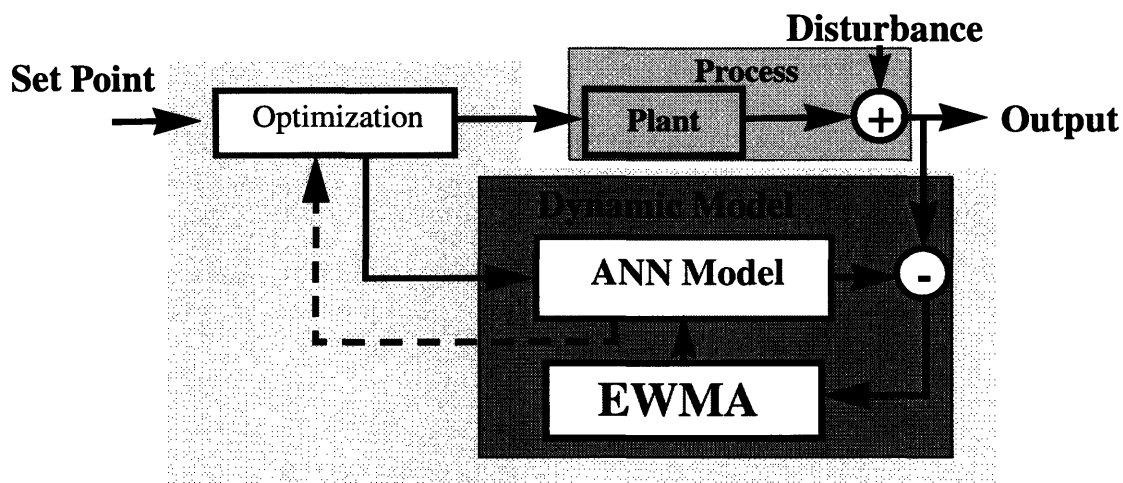 Disturbance
Set Point
Process
Optimization
Plant
+
Output
Dynamic Model
ANN Model
-
EWMA